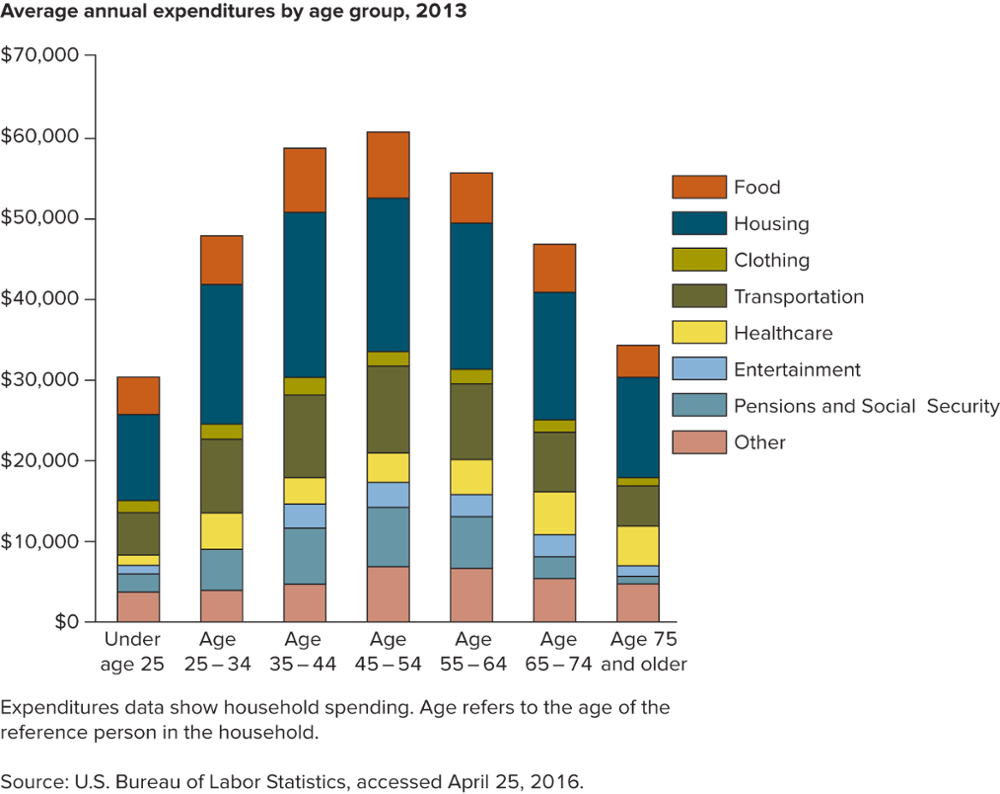 Average annual expenditures by age group, 2013
$70,000
$60,000
$50,000
$40,000
$30,000
$20,000
$10,000
$0
Under
age 25
Age
25–34
Age
35–44
Age
45–54
Age
55–64
Age
65–74
Age 75
and older
Food
Housing
Clothing
Transportation
Healthcare
Entertainment
Pensions and Social Security
Other
Expenditures data show household spending. Age refers to the age of the
reference person in the household.
Source: U.S. Bureau of Labor Statistics, accessed April 25, 2016.